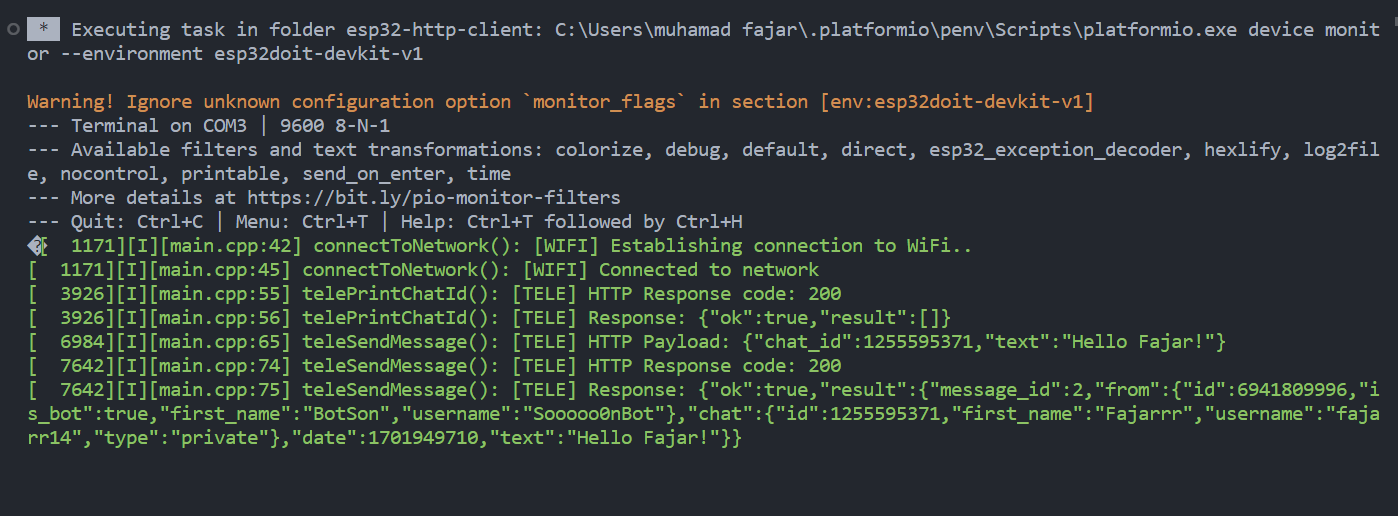 * Executing task in folder esp32-http-client: C:\Users\muhamad fajar\.platformio\penv\Scripts\platformio.exe device monit
or --environment esp32doit-devkit-v1
Warning! Ignore unknown configuration option `monitor_flags` in section [env:esp32doit-devkit-v1]
--- Terminal on COM3 | 9600 8-N-1
--- Available filters and text transformations: colorize, debug, default, direct, esp32_exception_decoder, hexlify, log2fil
e, nocontrol, printable, send_on_enter, time
--- More details at https://bit.ly/pio-monitor-filters
--- Quit: Ctrl+C | Menu: Ctrl+T | Help: Ctrl+T followed by Ctrl+H
�[  1171][I][main.cpp:42] connectToNetwork(): [WIFI] Establishing connection to WiFi..
[  1171][I][main.cpp:45] connectToNetwork(): [WIFI] Connected to network
[  3926][I][main.cpp:55] telePrintChatId(): [TELE] HTTP Response code: 200
[  3926][I][main.cpp:56] telePrintChatId(): [TELE] Response: {"ok":true,"result":[]}
[  6984][I][main.cpp:65] teleSendMessage(): [TELE] HTTP Payload: {"chat_id":1255595371,"text":"Hello Fajar!"}
[  7642][I][main.cpp:74] teleSendMessage(): [TELE] HTTP Response code: 200
[  7642][I][main.cpp:75] teleSendMessage(): [TELE] Response: {"ok":true,"result":{"message_id":2,"from":{"id":6941809996,"i
s_bot":true,"first_name":"BotSon","username":"Sooooo0nBot"},"chat":{"id":1255595371,"first_name":"Fajarrr","username":"faja
rr14","type":"private"},"date":1701949710,"text":"Hello Fajar!"}}